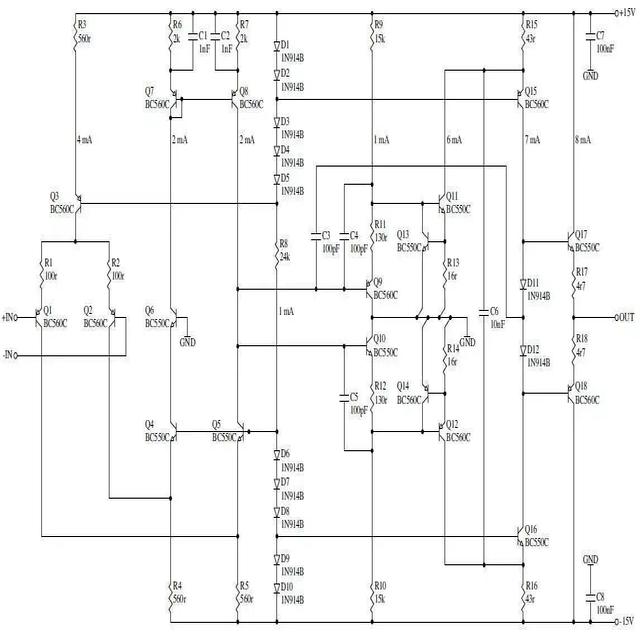 +15V
R3
560r
R6
2k
C1
1nF
C2
1nF
R7
2k
D1
1N914B
D2
1N914B
R9
15k
R15
43r
C7
100nF
GND
Q7
BC560C
Q8
BC560C
Q15
BC560C
D3
1N914B
D4
1N914B
D5
1N914B
4 mA
2 mA
2 mA
1 mA
6 mA
7 mA
8 mA
Q3
BC560C
Q11
BC550C
R11
130r
Q13
BC550C
C3
100pF
C4
100pF
R8
24k
Q17
BC550C
R1
100r
R2
100r
R13
16r
R17
4r7
Q9
BC560C
D11
1N914B
+IN
Q1
BC560C
Q2
BC560C
Q6
BC550C
GND
1 mA
C6
10nF
OUT
-IN
Q10
BC550C
GND
R14
16r
D12
1N914B
R18
4r7
C5
100pF
R12
130r
Q14
BC560C
Q18
BC560C
Q4
BC550C
Q5
BC550C
Q12
BC560C
D6
1N914B
D7
1N914B
D8
1N914B
Q16
BC550C
D9
1N914B
D10
1N914B
GND
R4
560r
R5
560r
R10
15k
R16
43r
C8
100nF
-15V